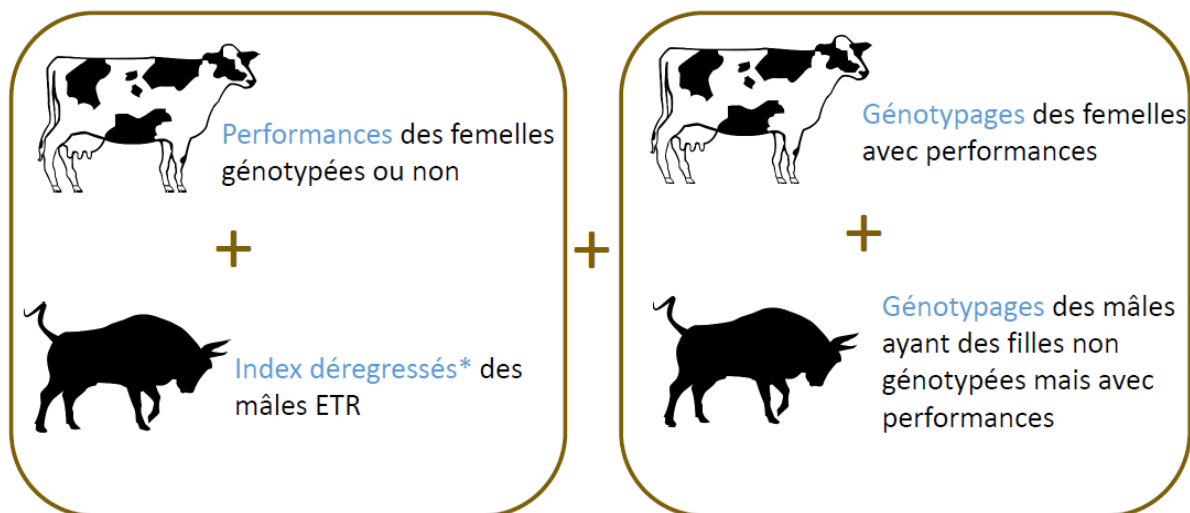 Performances des femelles
génotypées ou non
+
Index déregressés* des
mâles ETR
+
Génotypages des femelles
avec performances
+
Génotypages des mâles
ayant des filles non
génotypées mais avec
performances